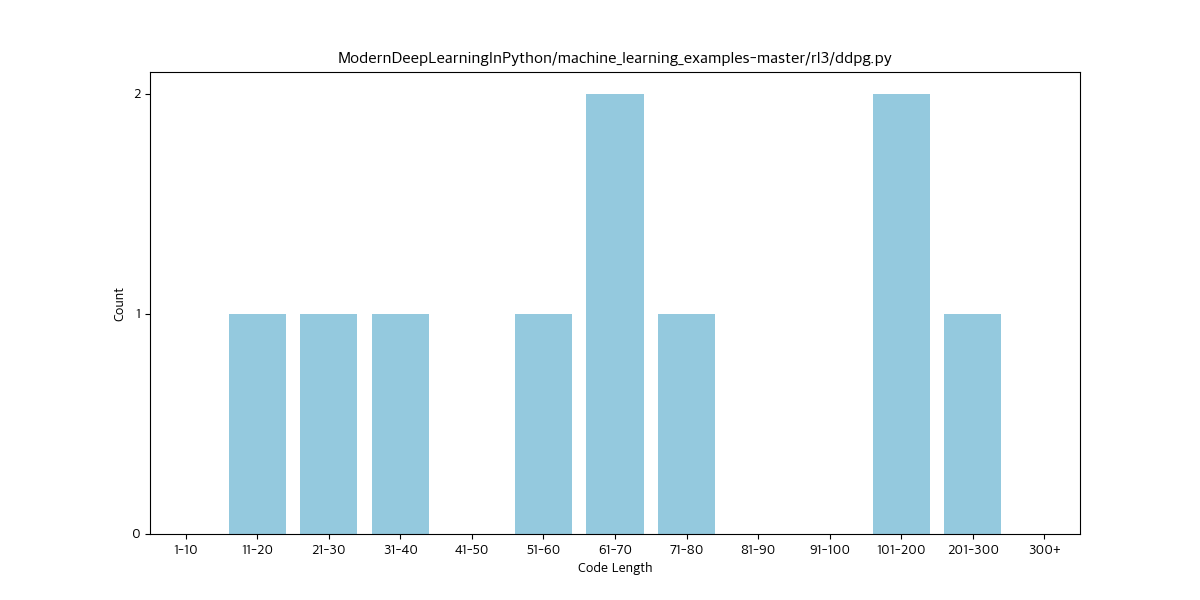 ModernDeepLearningInPython/machine_learning_examples-master/rl3/ddpg.py
2
1
0
Count
1-10 11-20 21-30 31-40 41-50 51-60 61-70 71-80 81-90 91-100 101-200 201-300 300+
Code Length